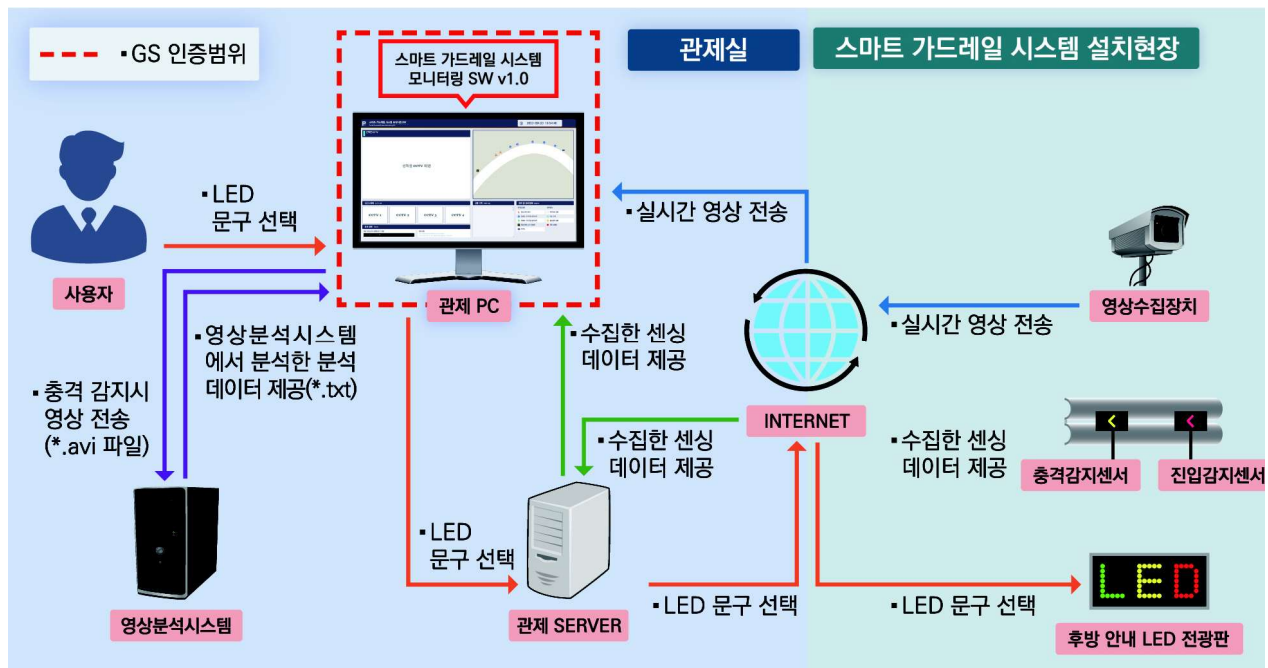 ▪GS 인증범위
스마트 가드레일 시스템
모니터링 SW v1.0
관제실
스마트 가드레일 시스템 설치현장
▪LED
문구 선택
사용자
관제 PC
▪실시간 영상 전송
▪실시간 영상 전송
영상수집장치
▪영상분석시스템
에서 분석한 분석
데이터 제공(*.txt)
▪충격 감지시
영상 전송
(*.avi 파일)
▪수집한 센싱
데이터 제공
INTERNET
▪수집한 센싱
데이터 제공
▪수집한 센싱
데이터 제공
충격감지센서
진입감지센서
영상분석시스템
▪LED
문구 선택
관제 SERVER
▪LED 문구 선택
▪LED 문구 선택
LED
후방 안내 LED 전광판